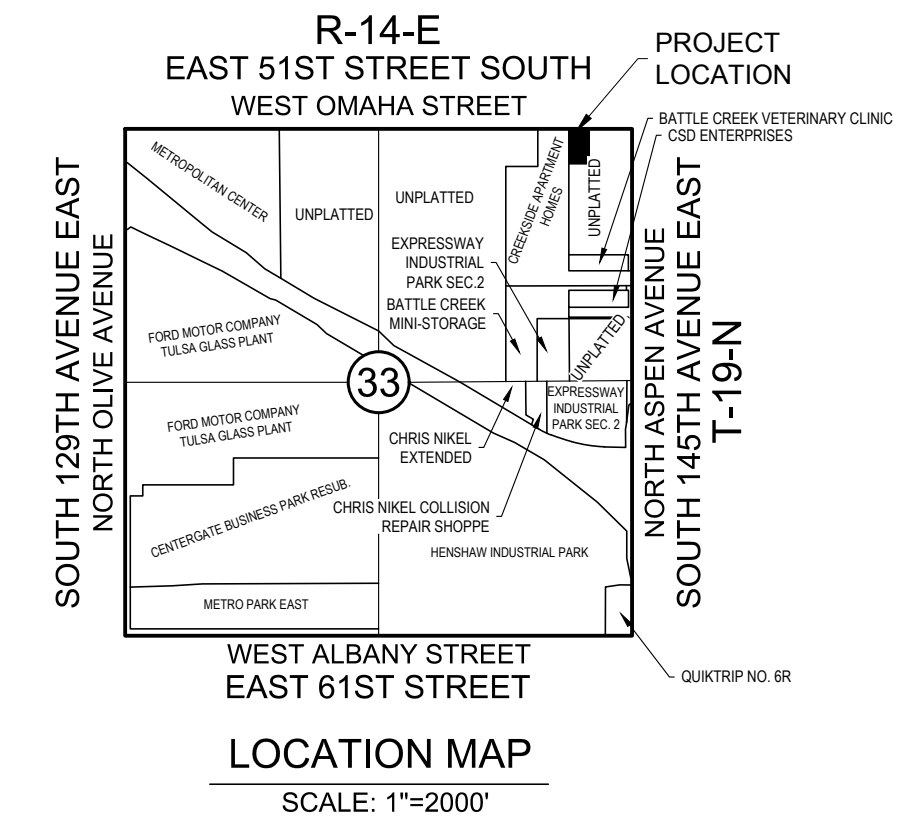 R-14-E
EAST 51ST STREET SOUTH
WEST OMAHA STREET
PROJECT
LOCATION
BATTLE CREEK VETERINARY CLINIC
CSD ENTERPRISES
SOUTH 129TH AVENUE EAST
NORTH OLIVE AVENUE
METROPOLITAN CENTER
UNPLATTED
UNPLATTED
CREEKSIDE APARTMENT
HOMES
UNPLATTED
EXPRESSWAY
INDUSTRIAL
PARK SEC.2
BATTLE CREEK
MINI-STORAGE
UNPLATTED
FORD MOTOR COMPANY
TULSA GLASS PLANT
33
FORD MOTOR COMPANY
TULSA GLASS PLANT
EXPRESSWAY
INDUSTRIAL
PARK SEC. 2
CHRIS NIKEL
EXTENDED
CHRIS NIKEL COLLISION
REPAIR SHOPPE
CENTERGATE BUSINESS PARK RESUB.
HENSHAW INDUSTRIAL PARK
METRO PARK EAST
NORTH ASPEN AVENUE
SOUTH 145TH AVENUE EAST
T-19-N
QUIKTRIP NO. 6R
WEST ALBANY STREET
EAST 61ST STREET
LOCATION MAP
SCALE: 1"=2000'